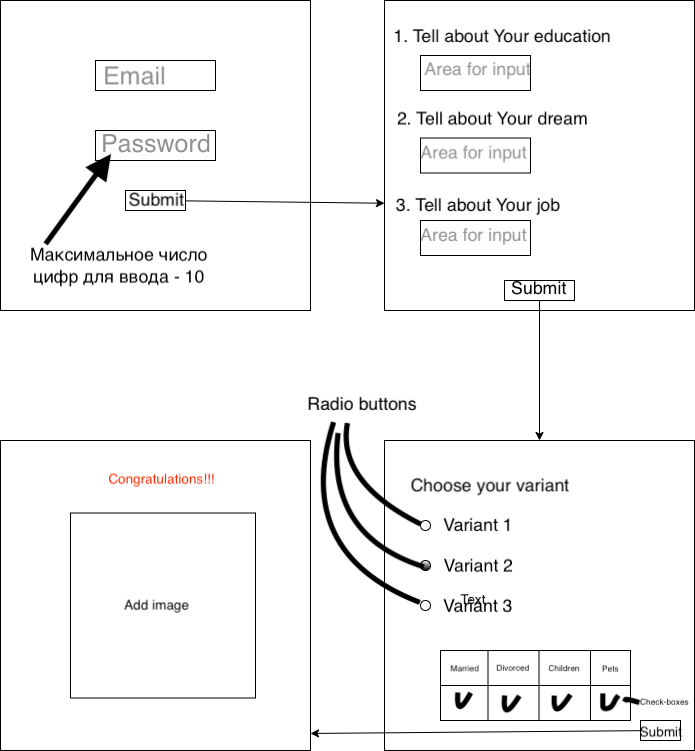 Email
Password
Submit
Максимальное число
цифр для ввода - 10
1. Tell about Your education
Area for input
2. Tell about Your dream
Area for input
3. Tell about Your job
Area for input
Submit
Radio buttons
Choose your variant
Variant 1
Variant 2
Text
Variant 3
Married Divorced Children Pets
Check-boxes
Submit
Congratulations!!!
Add image